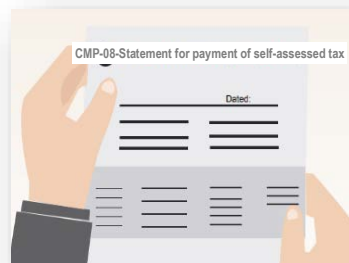 CMP-08-Statement for payment of self-assessed tax
Dated: